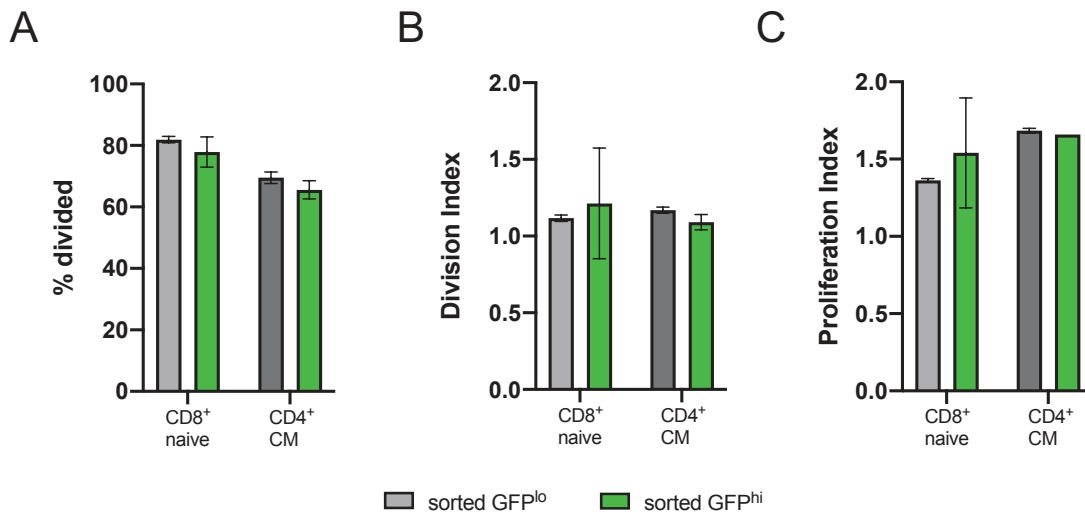 A
B
C
% divided
100
80
60
40
20
0
CD8⁺
naive
CD4⁺
CM
Division Index
2.0
1.5
1.0
0.5
0.0
CD8⁺
naive
CD4⁺
CM
Proliferation Index
2.0
1.5
1.0
0.5
0.0
CD8⁺
naive
CD4⁺
CM
sorted GFPˡᵒ
sorted GFPʰⁱ